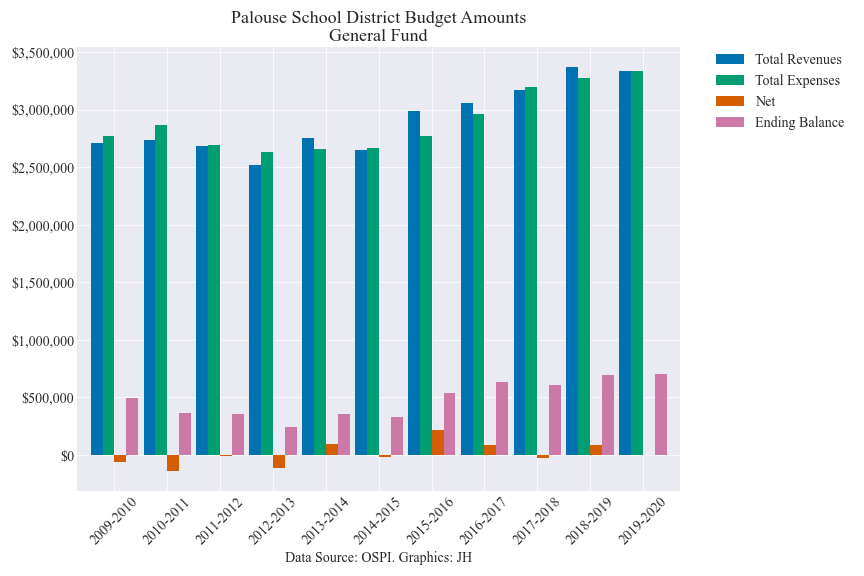 Palouse School District Budget Amounts
General Fund
$3,500,000
$3,000,000
$2,500,000
$2,000,000
$1,500,000
$1,000,000
$500,000
$0
Total Revenues
Total Expenses
Net
Ending Balance
2009-2010
2010-2011
2011-2012
2012-2013
2013-2014
2014-2015
2015-2016
2016-2017
2017-2018
2018-2019
2019-2020
Data Source: OSPI. Graphics: JH